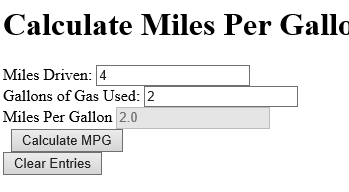 Calculate Miles Per Gallo
Miles Driven: 4
Gallons of Gas Used: 2
Miles Per Gallon 2.0
Calculate MPG
Clear Entries